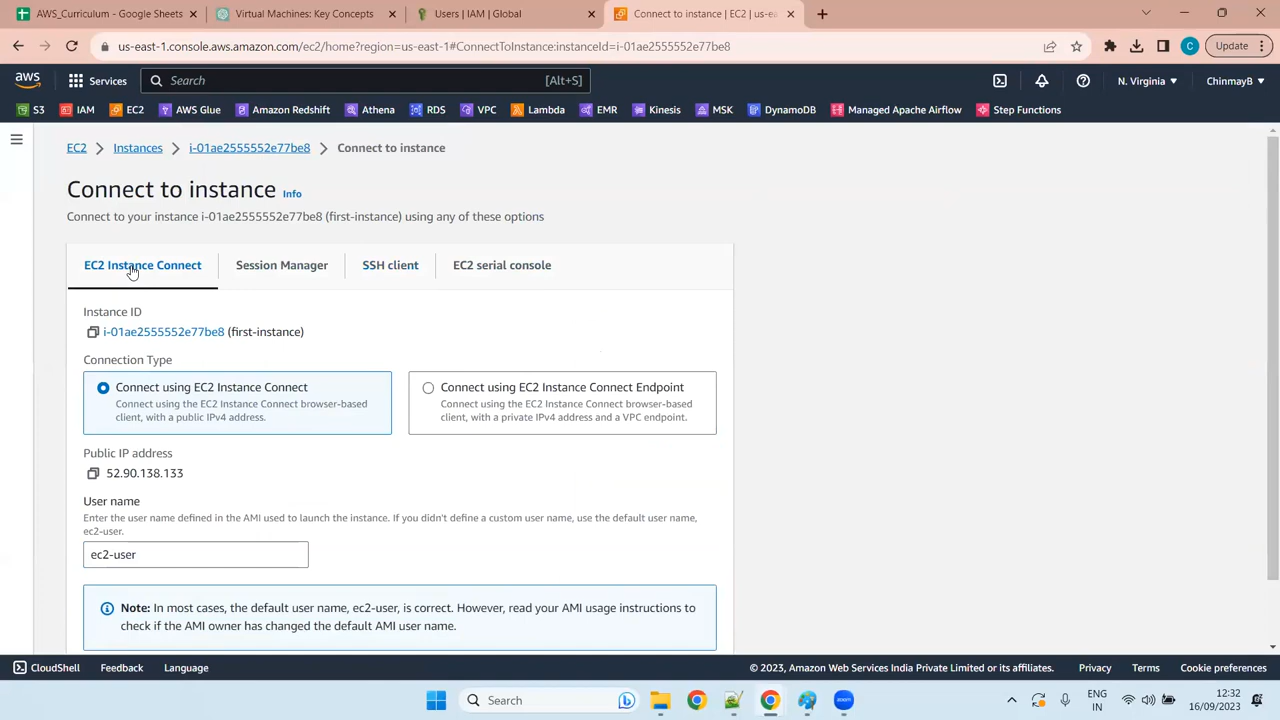 AWS_Curriculum - Google Sheets
Virtual Machines: Key Concepts
Users | IAM | Global
Connect to instance | EC2 | us-e
us-east-1.console.aws.amazon.com/ec2/home?region=us-east-1#ConnectToInstance:instanceId=i-01ae2555552e77be8
C
Update
aws
Services
Search
[Alt+S]
N. Virginia
ChinmayB
S3
IAM
EC2
AWS Glue
Amazon Redshift
Athena
RDS
VPC
Lambda
EMR
Kinesis
MSK
DynamoDB
Managed Apache Airflow
Step Functions
EC2
Instances
i-01ae2555552e77be8
Connect to instance
Connect to instance Info
Connect to your instance i-01ae2555552e77be8 (first-instance) using any of these options
EC2 Instance Connect
Session Manager
SSH client
EC2 serial console
Instance ID
i-01ae2555552e77be8 (first-instance)
Connection Type
Connect using EC2 Instance Connect
Connect using the EC2 Instance Connect browser-based
client, with a public IPv4 address.
Connect using EC2 Instance Connect Endpoint
Connect using the EC2 Instance Connect browser-based
client, with a private IPv4 address and a VPC endpoint.
Public IP address
52.90.138.133
User name
Enter the user name defined in the AMI used to launch the instance. If you didn't define a custom user name, use the default user name,
ec2-user.
ec2-user
Note: In most cases, the default user name, ec2-user, is correct. However, read your AMI usage instructions to
check if the AMI owner has changed the default AMI user name.
CloudShell
Feedback
Language
© 2023, Amazon Web Services India Private Limited or its affiliates.
Privacy
Terms
Cookie preferences
Search
zoom
ENG
IN
12:32
16/09/2023